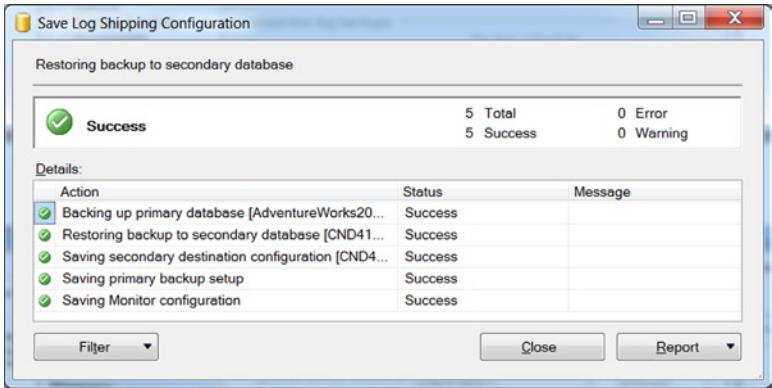 Save Log Shipping Configuration
Restoring backup to secondary database
Success
5 Total 0 Error
5 Success 0 Warning
Details:
Action Status Message
Backing up primary database [AdventureWorks20... Success
Restoring backup to secondary database [CND41... Success
Saving secondary destination configuration [CND4... Success
Saving primary backup setup Success
Saving Monitor configuration Success
Filter Close Report